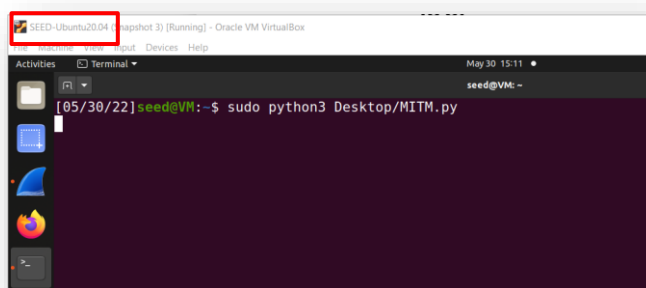 SEED-Ubuntu20.04 (Snapshot 3) [Running] - Oracle VM VirtualBox
File Machine View Input Devices Help
Activities Terminal May 30 15:11
seed@VM: ~
[05/30/22]seed@VM:~$ sudo python3 Desktop/MITM.py